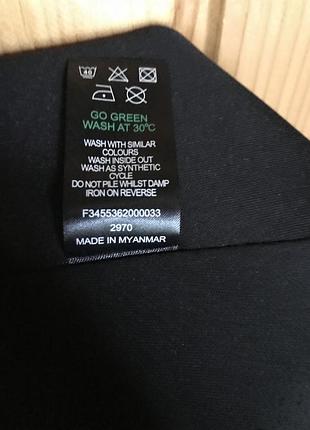 40
GO GREEN
WASH AT 30°C
WASH WITH SIMILAR
COLOURS
WASH INSIDE OUT
WASH AS SYNTHETIC
CYCLE
DO NOT PILE WHILST DAMP
IRON ON REVERSE
F3455362000033
2970
MADE IN MYANMAR